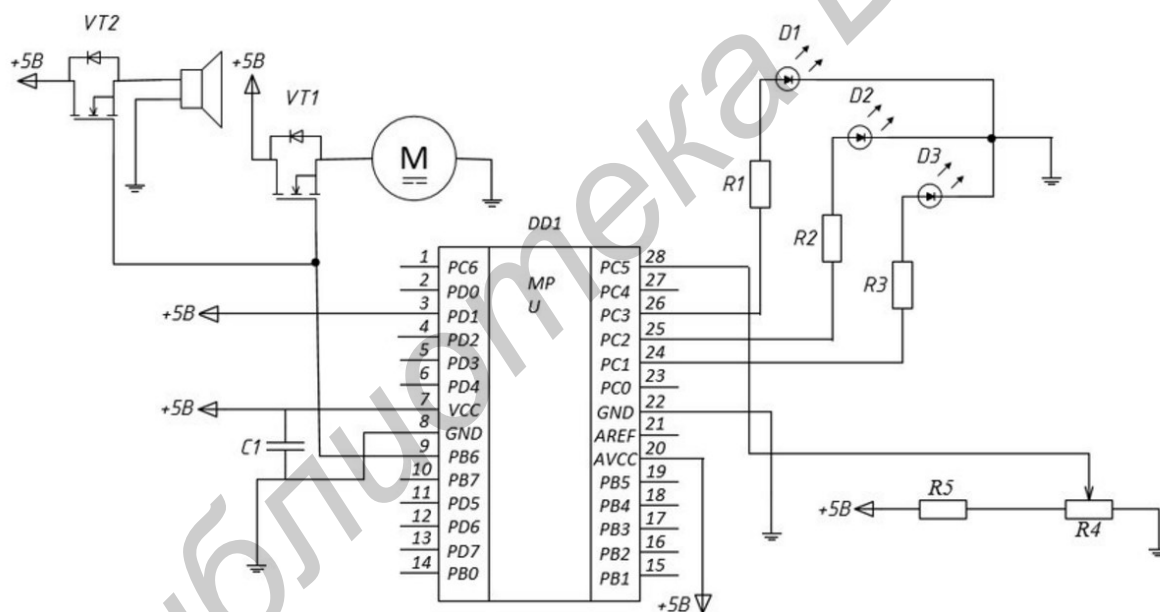 VT2
+5В
VT1
+5В
D1
D2
D3
R1
R2
R3
DD1
MP
U
1 PC6
2 PD0
3 PD1
+5В
4 PD2
5 PD3
6 PD4
7 VCC
+5В
8 GND
C1
9 PB6
10 PB7
11 PD5
12 PD6
13 PD7
14 PB0
PC5 28
PC4 27
PC3 26
PC2 25
PC1 24
PC0 23
GND 22
AREF 21
AVCC 20
PB5 19
PB4 18
PB3 17
PB2 16
PB1 15
+5В
+5В
R5
R4
M
блиотека